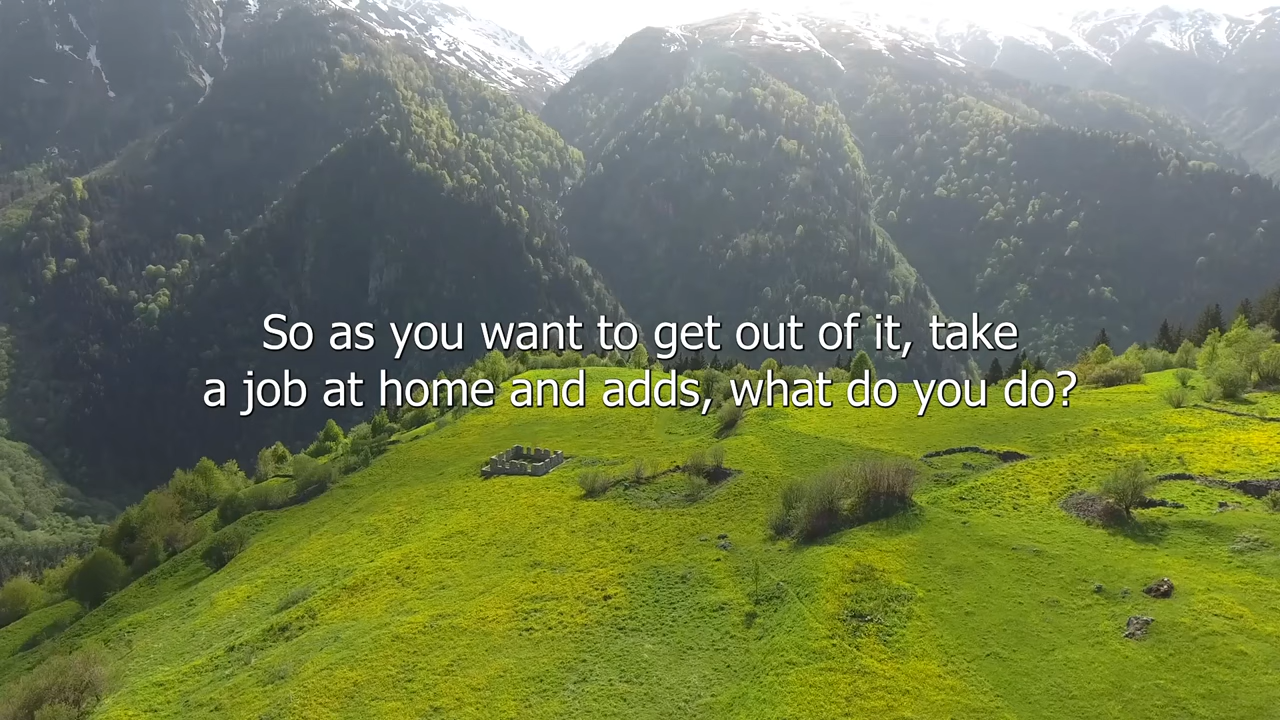 So as you want to get out of it, take
a job at home and adds, what do you do?